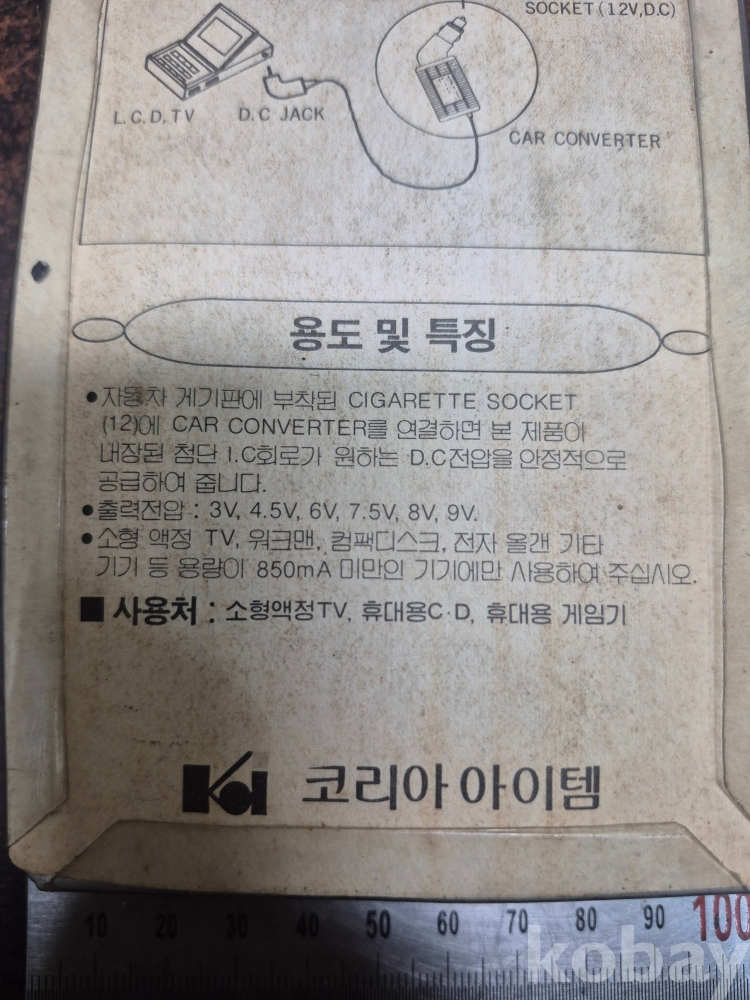 SOCKET (12V,D.C)
L.C.D.TV
D.C JACK
CAR CONVERTER
용도 및 특징
●자동차 게기판에 부착된 CIGARETTE SOCKET
(12)에 CAR CONVERTER를 연결하면 본 제품이
내장된 첨단 I.C회로가 원하는 D.C전압을 안정적으로
공급하여 줍니다.
●출력전압 : 3V, 4.5V, 6V, 7.5V, 8V, 9V.
●소형 액정 TV, 워크맨, 컴팩디스크, 전자 올갠 기타
기기 등 용량이 850mA 미만인 기기에만 사용하여 주십시오.
■ 사용처 : 소형액정TV, 휴대용C·D, 휴대용 게임기
코리아 아이템
10 20 30 40 50 60 70 80 90 100
kobay